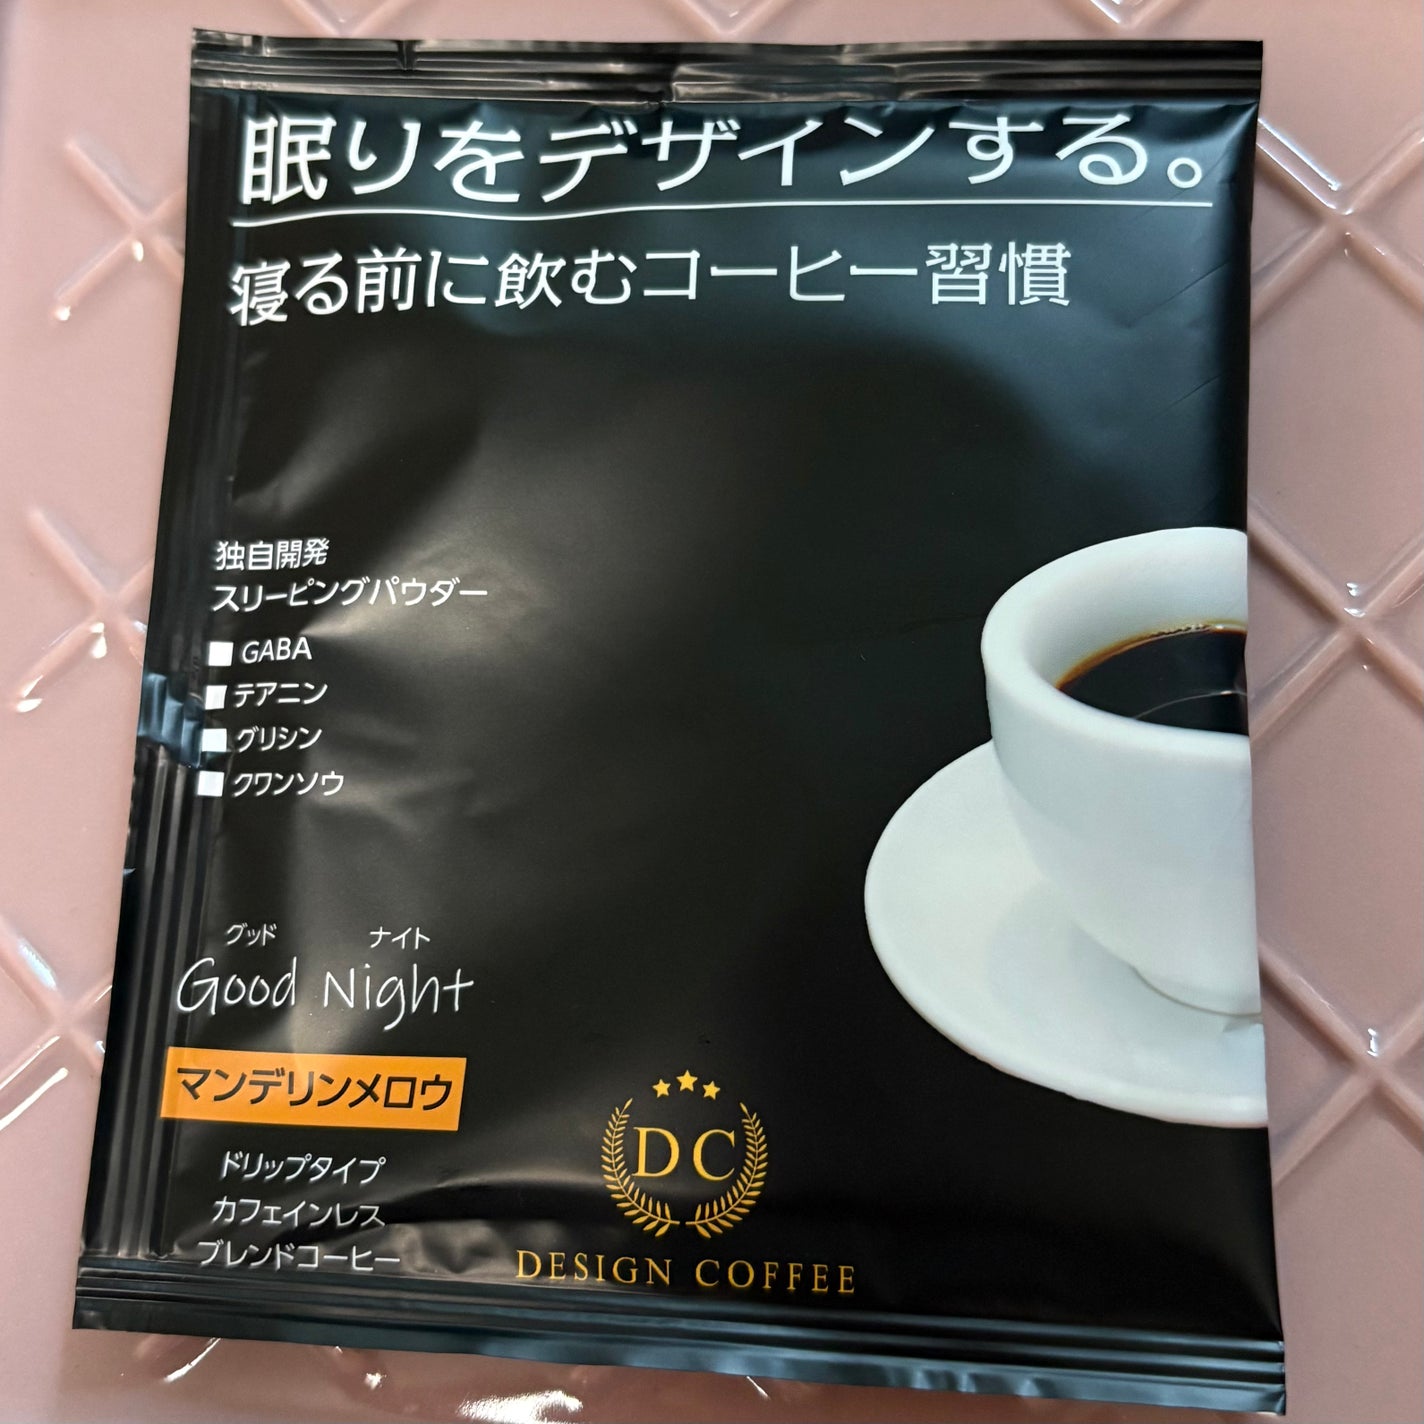 眠りをデザインする。
寝る前に飲むコーヒー習慣
独自開発
スリーピングパウダー
GABA
テアニン
グリシン
クワンソウ
グッド ナイト
Good Night
マンデリンメロウ
ドリップタイプ
カフェインレス
ブレンドコーヒー
DC
DESIGN COFFEE